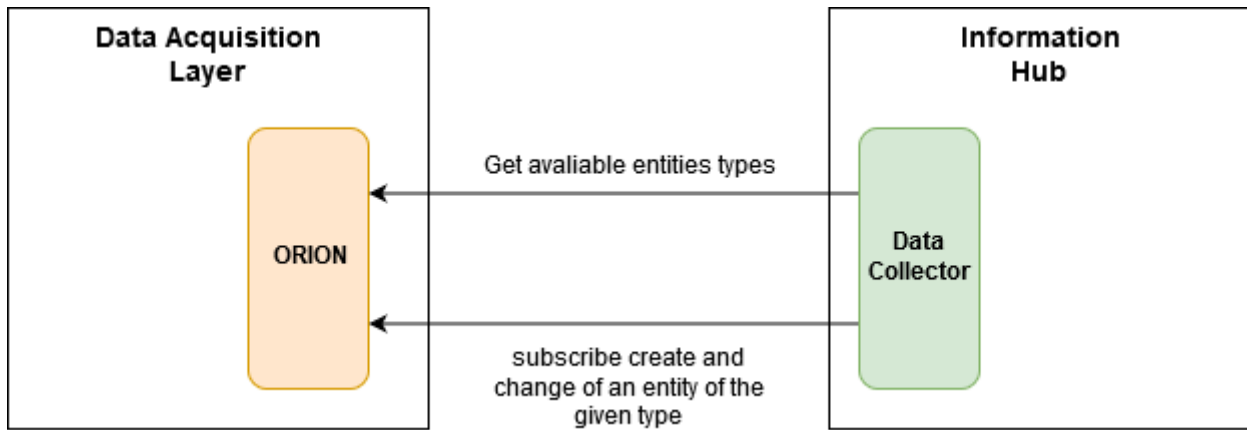 Data Acquisition
Layer
Information
Hub
Get avaliable entities types
ORION
Data
Collector
subscribe create and
change of an entity of the
given type